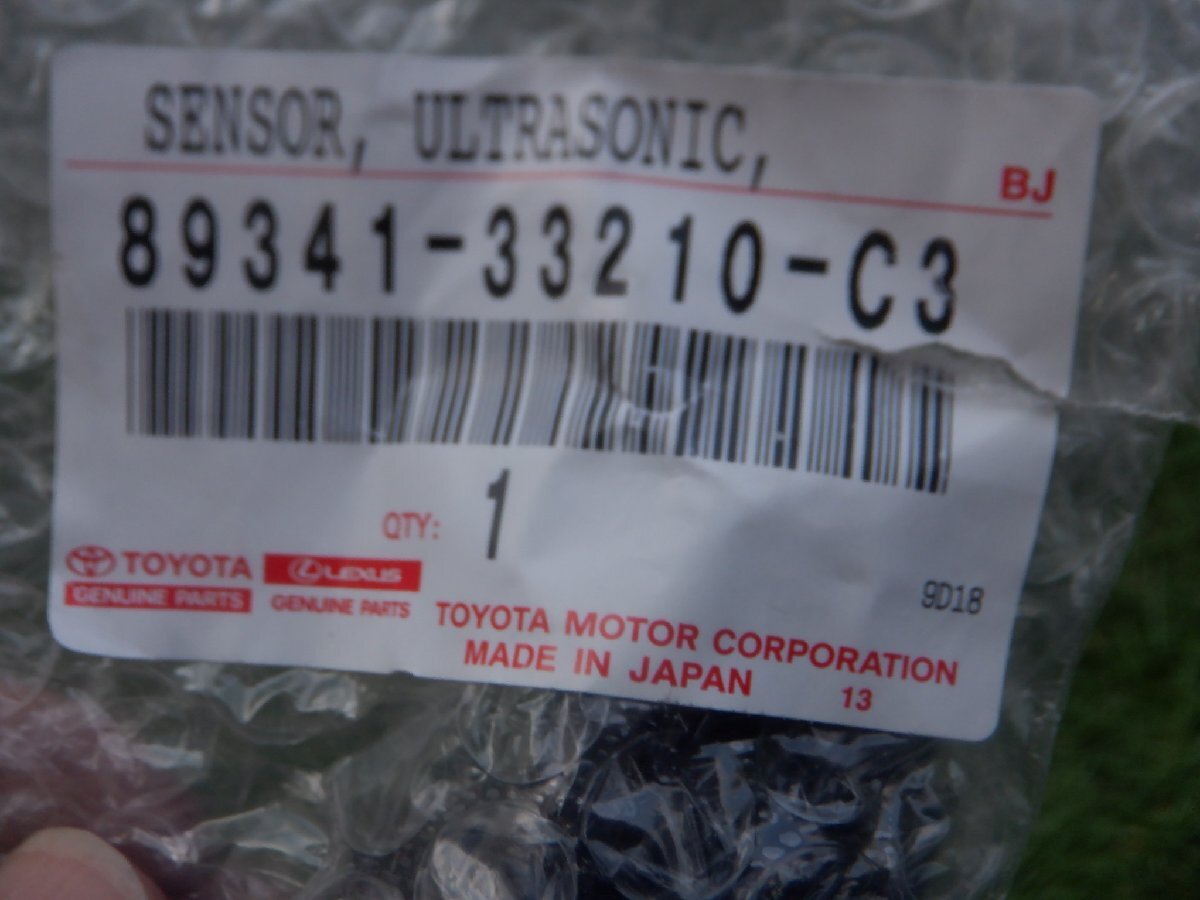 SENSOR, ULTRASONIC,
BJ
89341-33210-C3
QTY: 1
9D18
TOYOTA LEXUS
GENUINE PARTS GENUINE PARTS
TOYOTA MOTOR CORPORATION
MADE IN JAPAN 13